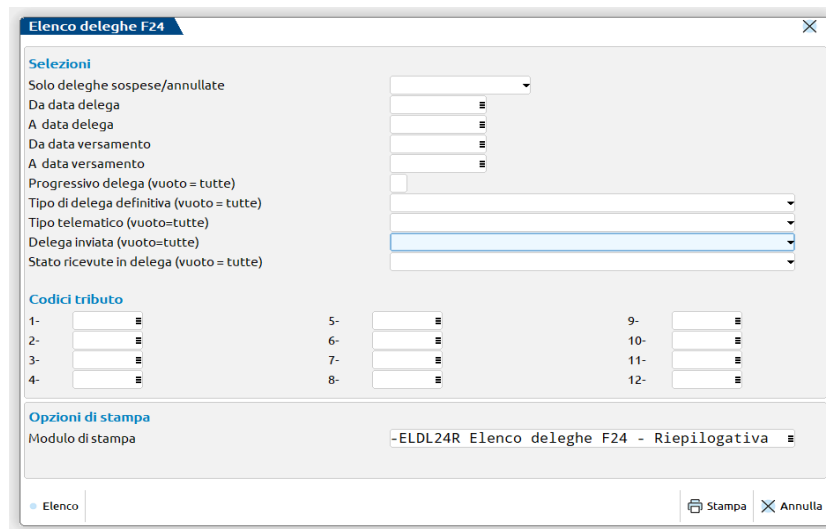 Elenco deleghe F24
Selezioni
Solo deleghe sospese/annullate
Da data delega
A data delega
Da data versamento
A data versamento
Progressivo delega (vuoto = tutte)
Tipo di delega definitiva (vuoto = tutte)
Tipo telematico (vuoto=tutte)
Delega inviata (vuoto=tutte)
Stato ricevute in delega (vuoto = tutte)
Codici tributo
1- 5- 9-
2- 6- 10-
3- 7- 11-
4- 8- 12-
Opzioni di stampa
Modulo di stampa -ELDL24R Elenco deleghe F24 - Riepilogativa
Elenco Stampa Annulla